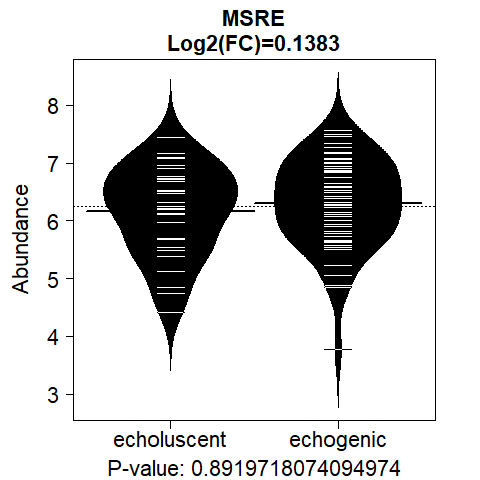 MSRE
Log2(FC)=0.1383
Abundance
8
7
6
5
4
3
echoluscent echogenic
P-value: 0.8919718074094974